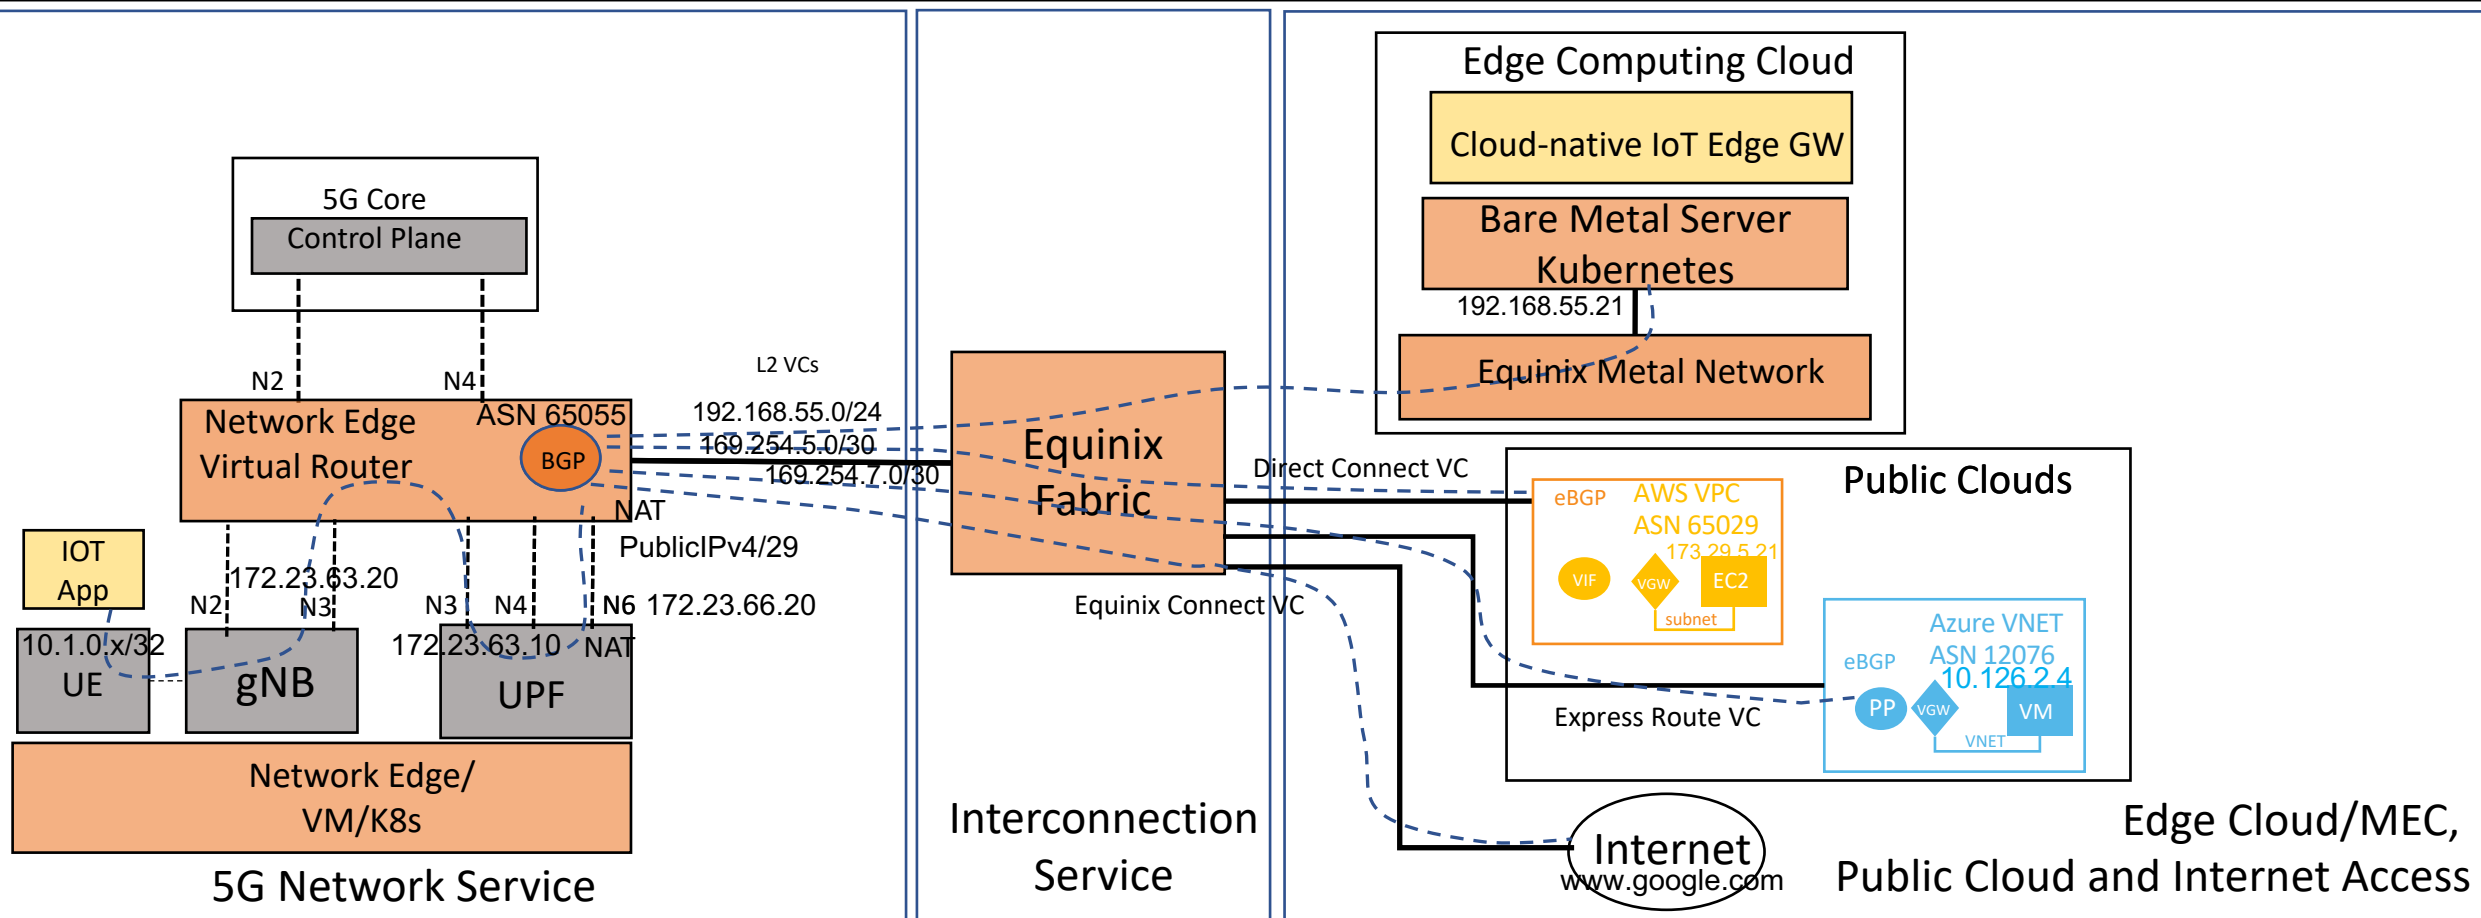 5G Core
Control Plane
N2
N4
Network Edge
Virtual Router
ASN 65055
BGP
NAT
PublicIPv4/29
L2 VCs
192.168.55.0/24
169.254.5.0/30
169.254.7.0/30
IOT
App
172.23.63.20
N2
N3
N3
N4
N6 172.23.66.20
10.1.0.x/32
UE
gNB
172.23.63.10
NAT
UPF
Network Edge/
VM/K8s
5G Network Service
Equinix
Fabric
Equinix Connect VC
Interconnection
Service
Edge Computing Cloud
Cloud-native IoT Edge GW
Bare Metal Server
Kubernetes
192.168.55.21
Equinix Metal Network
Direct Connect VC
Public Clouds
eBGP
AWS VPC
ASN 65029
173.29.5.21
VIF
VGW
EC2
subnet
Azure VNET
eBGP
ASN 12076
10.126.2.4
PP
VGW
VM
VNET
Express Route VC
Internet
www.google.com
Edge Cloud/MEC,
Public Cloud and Internet Access